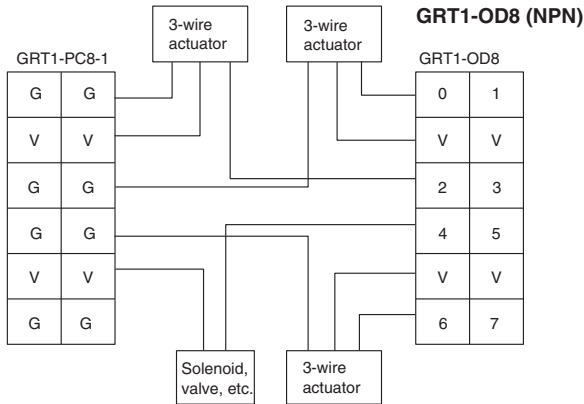 GRT1-OD8 (NPN)
3-wire
actuator
3-wire
actuator
GRT1-PC8-1
GRT1-OD8
G G
V V
G G
G G
V V
G G
0 1
V V
2 3
4 5
V V
6 7
Solenoid,
valve, etc.
3-wire
actuator